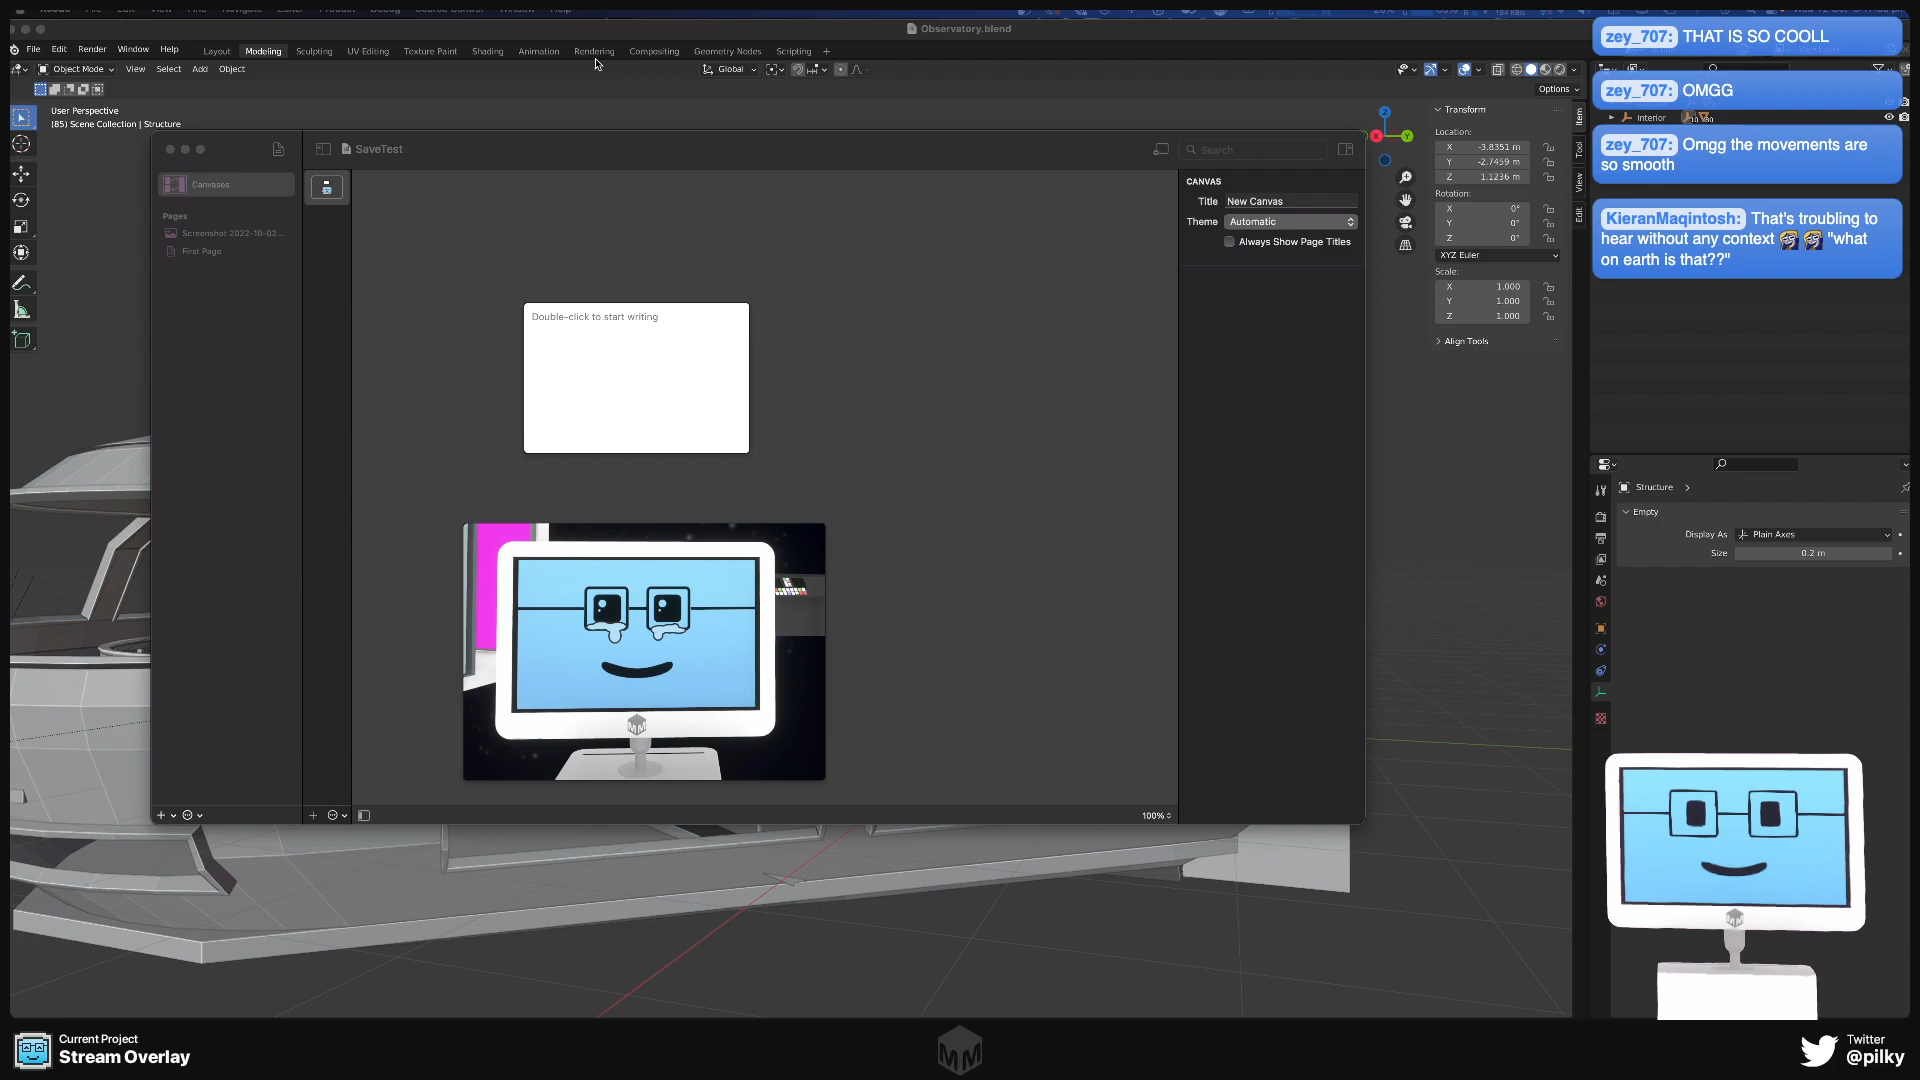 Observatory.blend
File Edit Render Window Help
Layout Modeling Sculpting UV Editing Texture Paint Shading Animation Rendering Compositing Geometry Nodes Scripting +
Object Mode View Select Add Object
Global
Options
User Perspective
(85) Scene Collection | Structure
SaveTest
Search
Canvases
Pages
Screenshot 2022-10-02...
First Page
Double-click to start writing
100%
CANVAS
Title New Canvas
Theme Automatic
Always Show Page Titles
Z
X
Y
Transform
Location:
X -3.8351 m
Y -2.7459 m
Z 1.1236 m
Rotation:
X 0°
Y 0°
Z 0°
XYZ Euler
Scale:
X 1.000
Y 1.000
Z 1.000
Align Tools
Item
Tool
View
Edit
zey_707: THAT IS SO COOLL
zey_707: OMGG
Interior
zey_707: Omgg the movements are
so smooth
KieranMaqintosh: That's troubling to
hear without any context "what
on earth is that??"
Structure
Empty
Display As Plain Axes
Size 0.2 m
Current Project
Stream Overlay
Twitter
@pilky